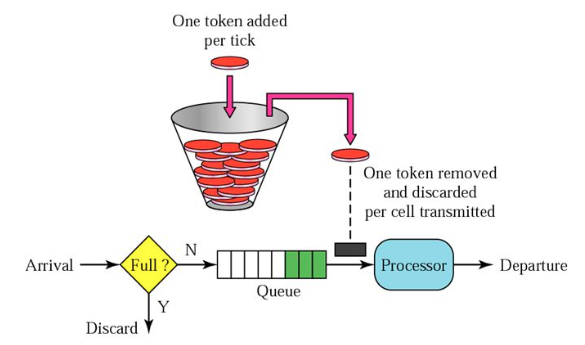 One token added
per tick
One token removed
and discarded
per cell transmitted
Arrival
Full ?
N
Queue
Processor
Departure
Y
Discard